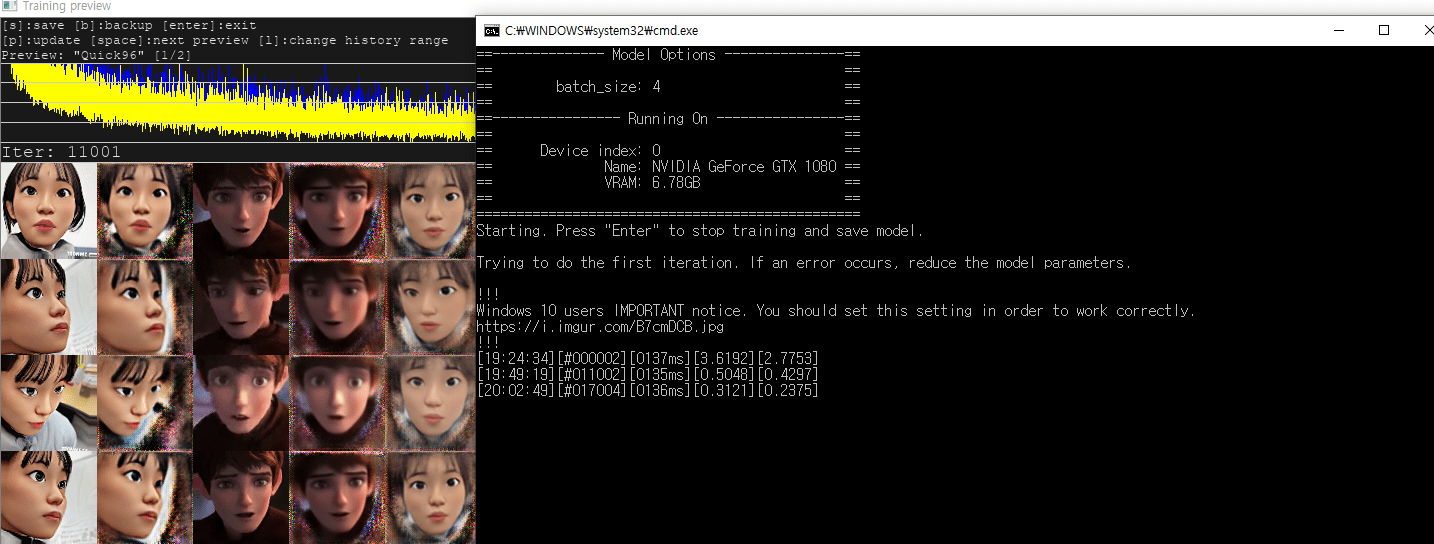 Training preview
[s]:save [b]:backup [enter]:exit
[p]:update [space]:next preview [l]:change history range
Preview: "Quick96" [1/2]
Iter: 11001
C:₩WINDOWS₩system32₩cmd.exe
==-------------- Model Options ---------------==
== ==
== batch_size: 4 ==
== ==
==---------------- Running On ----------------==
== ==
== Device index: 0 ==
== Name: NVIDIA GeForce GTX 1080 ==
== VRAM: 6.78GB ==
== ==
================================================
Starting. Press "Enter" to stop training and save model.
Trying to do the first iteration. If an error occurs, reduce the model parameters.
!!!
Windows 10 users IMPORTANT notice. You should set this setting in order to work correctly.
https://i.imgur.com/B7cmDCB.jpg
!!!
[19:24:34][#000002][0137ms][3.6192][2.7753]
[19:49:19][#011002][0135ms][0.5048][0.4297]
[20:02:49][#017004][0136ms][0.3121][0.2375]